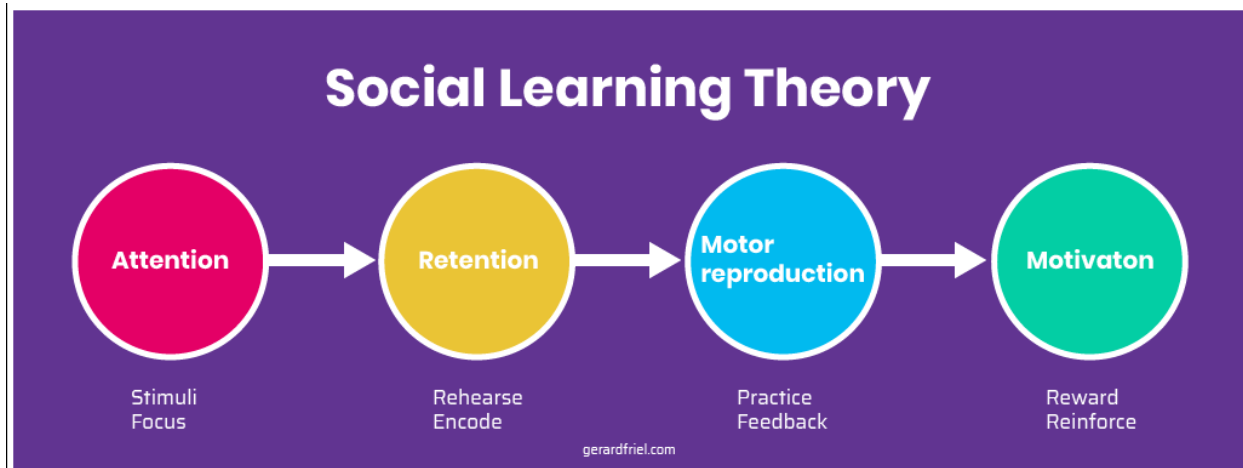 Social Learning Theory
Attention
Retention
Motor
reproduction
Motivaton
Stimuli
Focus
Rehearse
Encode
Practice
Feedback
Reward
Reinforce
gerardfriel.com